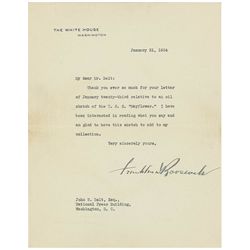 THE WHITE HOUSE
WASHINGTON
January 31, 1934
My dear Mr. Delt:
Thank you ever so much for your letter of
January twenty-third relative to an oil
sketch of the U. S. S. "Mayflower." I have
been interested in reading what you say and
am glad to have this sketch to add to my
collection.
Very sincerely yours,
Franklin D Roosevelt
John U. Delt, Esq.,
National Press Building,
Washington, D. C.